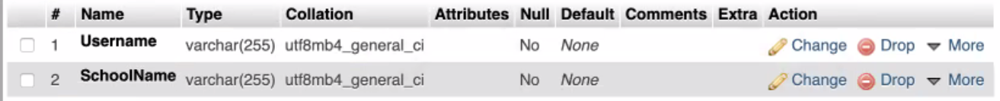 # Name Type Collation Attributes Null Default Comments Extra Action
1 Username varchar(255) utf8mb4_general_ci No None Change Drop More
2 SchoolName varchar(255) utf8mb4_general_ci No None Change Drop More